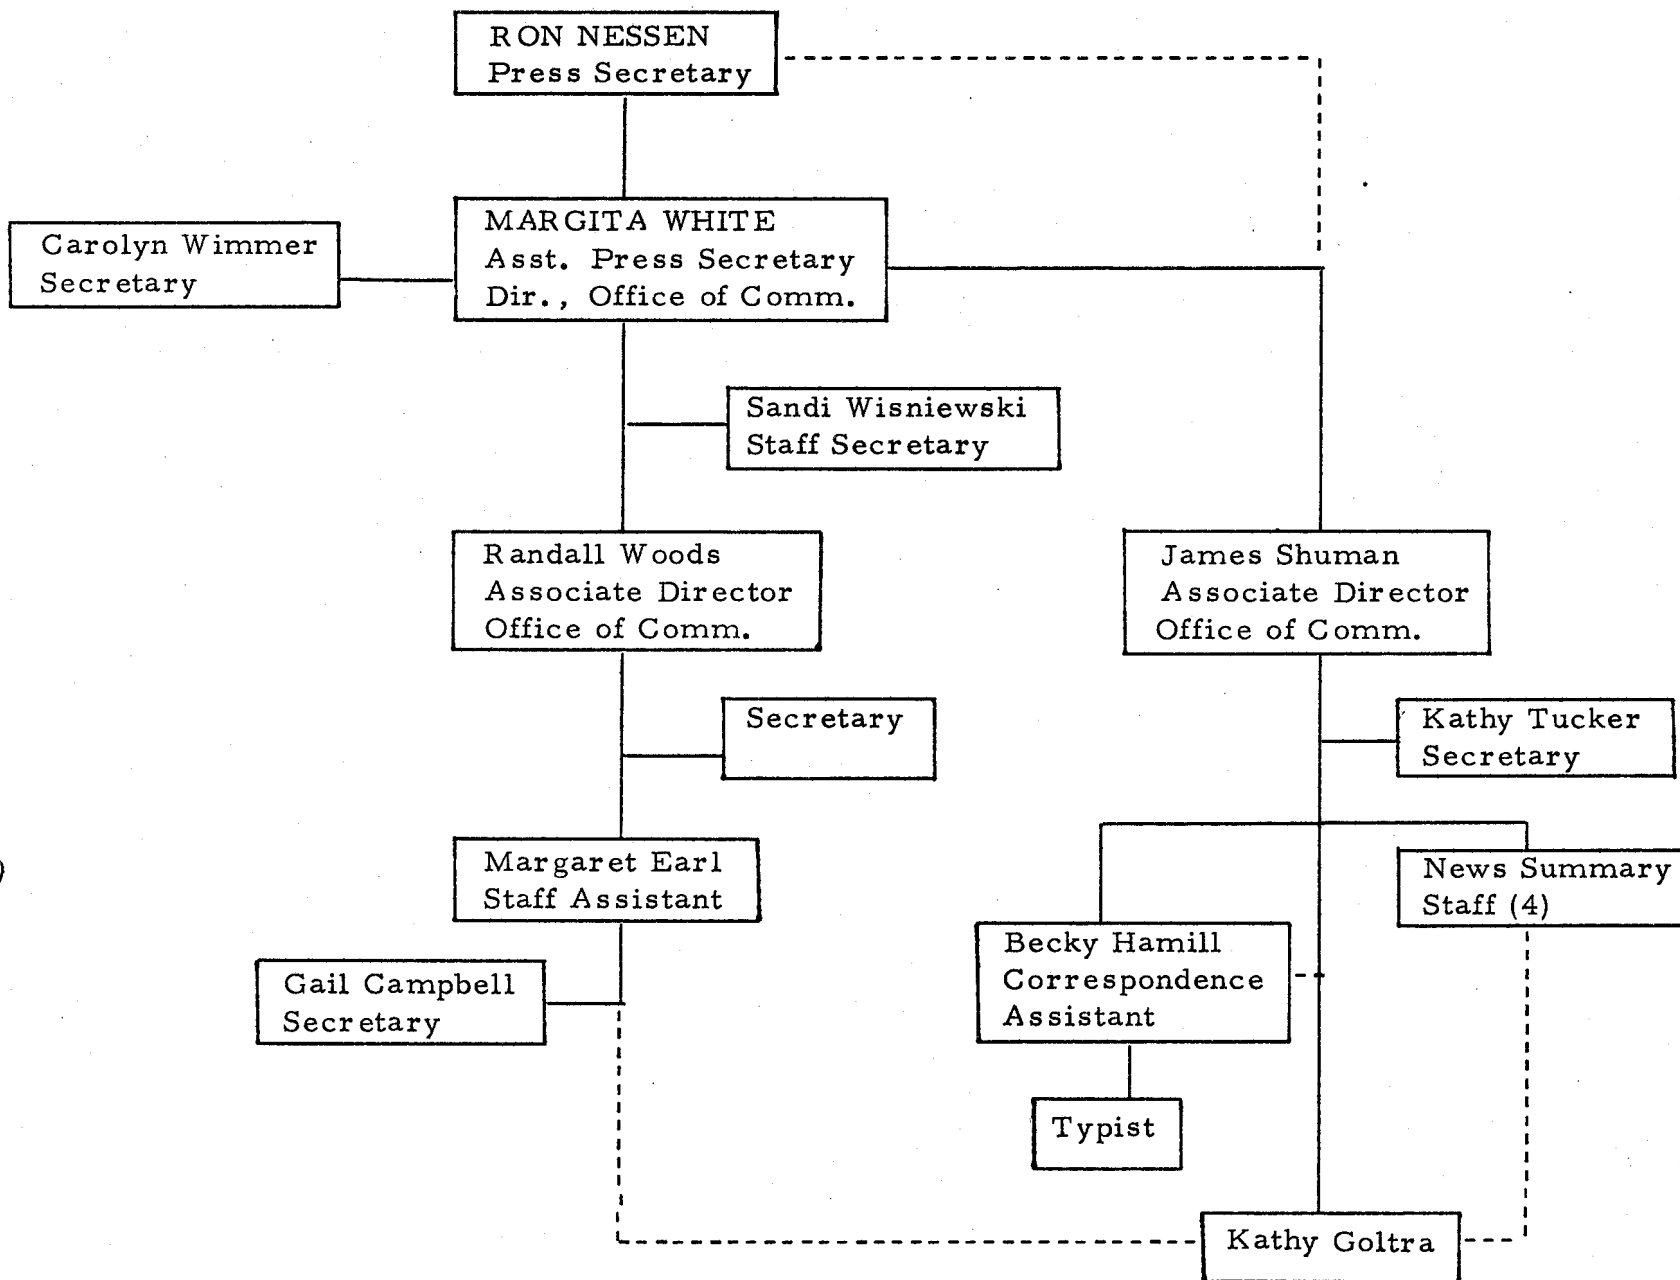 RON NESSEN
Press Secretary
Carolyn Wimmer
Secretary
MARGITA WHITE
Asst. Press Secretary
Dir., Office of Comm.
Sandi Wisniewski
Staff Secretary
Randall Woods
Associate Director
Office of Comm.
James Shuman
Associate Director
Office of Comm.
Secretary
Kathy Tucker
Secretary
Margaret Earl
Staff Assistant
News Summary
Staff (4)
Becky Hamill
Correspondence
Assistant
Gail Campbell
Secretary
Typist
Kathy Goltra